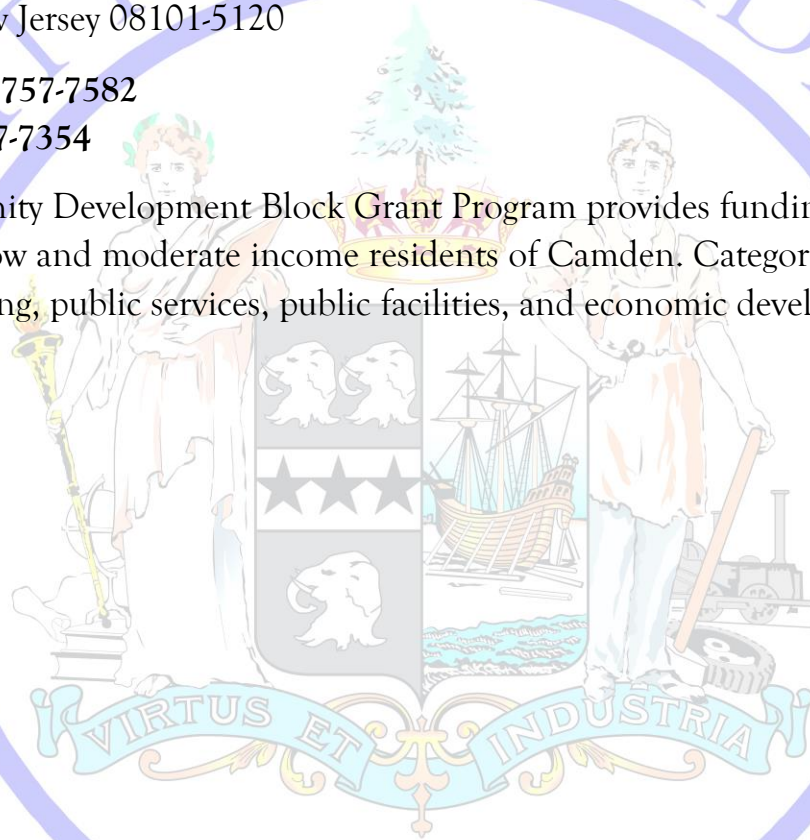 w Jersey 08101-5120
757-7582
7-7354
nity Development Block Grant Program provides fundin
ow and moderate income residents of Camden. Categor
ng, public services, public facilities, and economic devel
VIRTUS ET INDUSTRIA